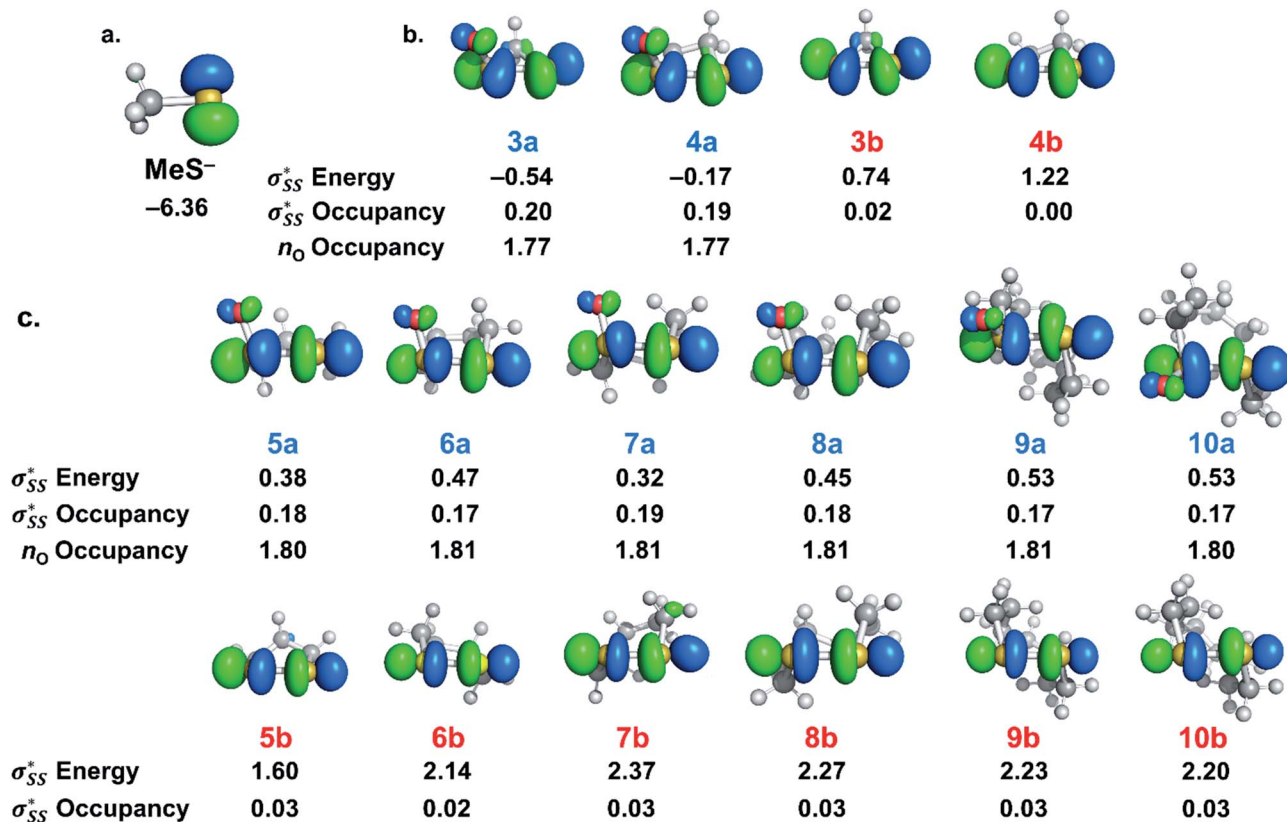 a.
b.
MeS⁻
−6.36
3a 4a 3b 4b
σ*SS Energy −0.54 −0.17 0.74 1.22
σ*SS Occupancy 0.20 0.19 0.02 0.00
nO Occupancy 1.77 1.77
c.
5a 6a 7a 8a 9a 10a
σ*SS Energy 0.38 0.47 0.32 0.45 0.53 0.53
σ*SS Occupancy 0.18 0.17 0.19 0.18 0.17 0.17
nO Occupancy 1.80 1.81 1.81 1.81 1.81 1.80
5b 6b 7b 8b 9b 10b
σ*SS Energy 1.60 2.14 2.37 2.27 2.23 2.20
σ*SS Occupancy 0.03 0.02 0.03 0.03 0.03 0.03